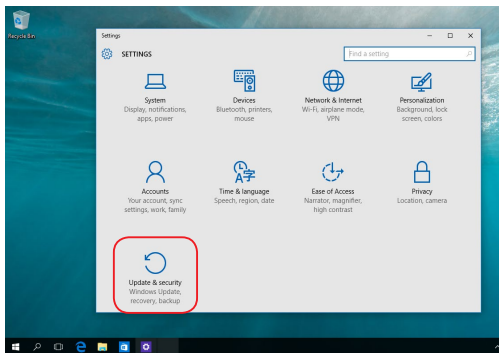 Recycle Bin
Settings
SETTINGS
Find a setting
System
Display, notifications,
apps, power
Devices
Bluetooth, printers,
mouse
Network & Internet
Wi-Fi, airplane mode,
VPN
Personalization
Background, lock
screen, colors
Accounts
Your account, sync
settings, work, family
Time & language
Speech, region, date
Ease of Access
Narrator, magnifier,
high contrast
Privacy
Location, camera
Update & security
Windows Update,
recovery, backup